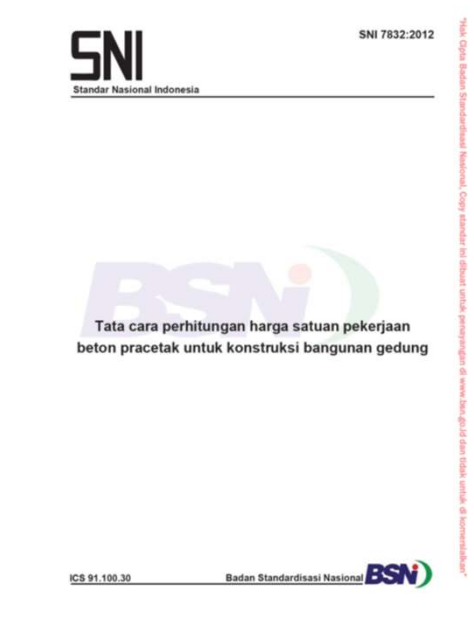 SNI
SNI 7832:2012
Standar Nasional Indonesia
BSN
Tata cara perhitungan harga satuan pekerjaan
beton pracetak untuk konstruksi bangunan gedung
ICS 91.100.30
Badan Standardisasi Nasional
BSN
"Hak Cipta Badan Standardisasi Nasional, Copy standar ini dibuat untuk penayangan di www.bsn.go.id dan tidak untuk di komersialkan"